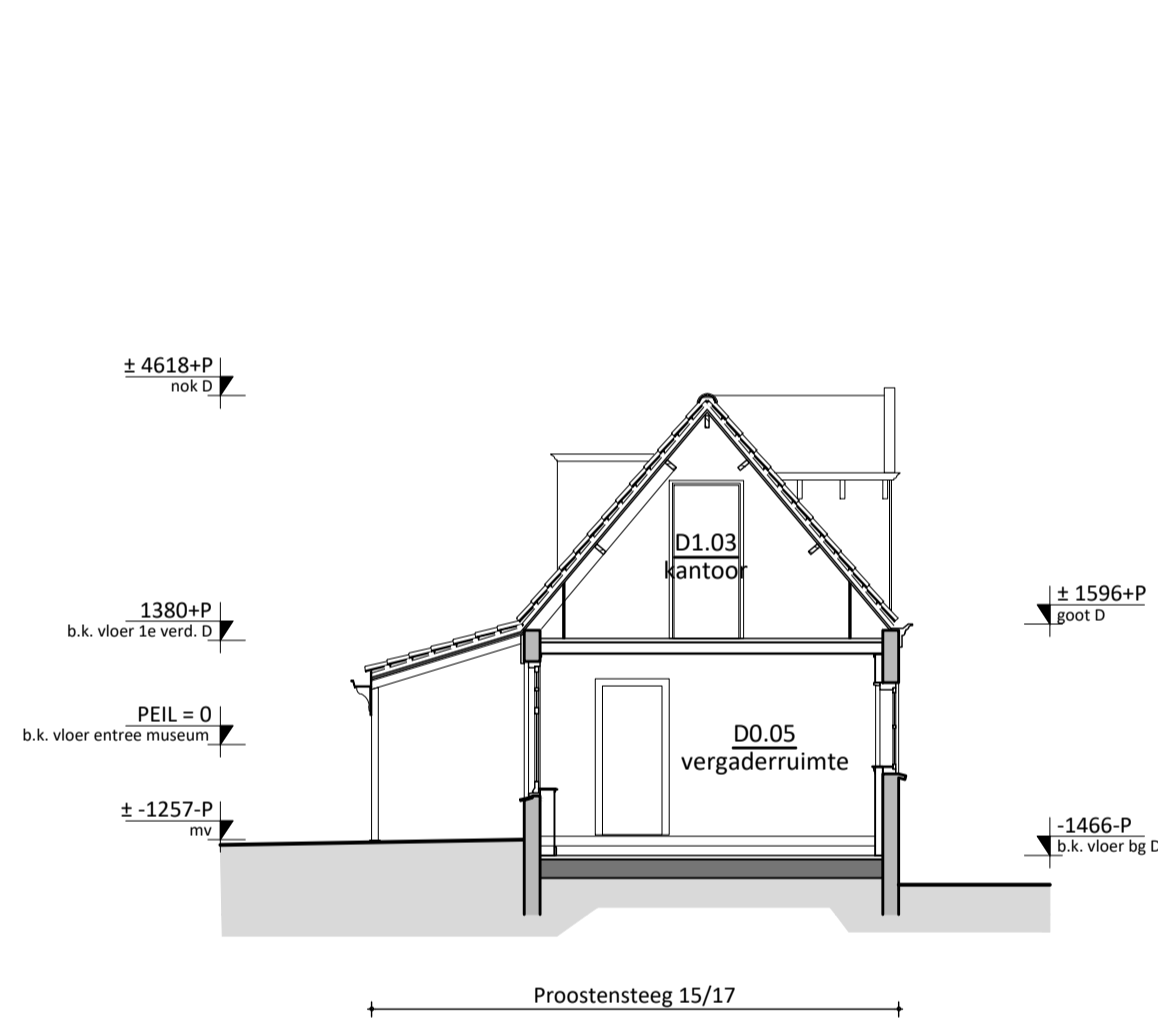 ± 4618+P
nok D
D1.03
kantoor
± 1596+P
goot D
1380+P
b.k. vloer 1e verd. D
PEIL = 0
b.k. vloer entree museum
D0.05
vergaderruimte
± -1257-P
mv
-1466-P
b.k. vloer bg D
Proostensteeg 15/17